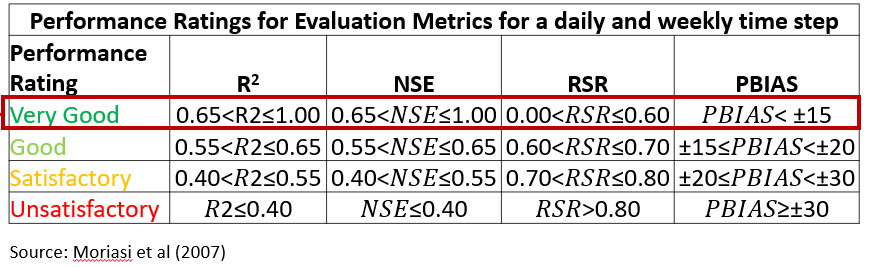 Performance Ratings for Evaluation Metrics for a daily and weekly time step
Performance
Rating R² NSE RSR PBIAS
Very Good 0.65<R2≤1.00 0.65<NSE≤1.00 0.00<RSR≤0.60 PBIAS< ±15
Good 0.55<R2≤0.65 0.55<NSE≤0.65 0.60<RSR≤0.70 ±15≤PBIAS<±20
Satisfactory 0.40<R2≤0.55 0.40<NSE≤0.55 0.70<RSR≤0.80 ±20≤PBIAS<±30
Unsatisfactory R2≤0.40 NSE≤0.40 RSR>0.80 PBIAS≥±30
Source: Moriasi et al (2007)